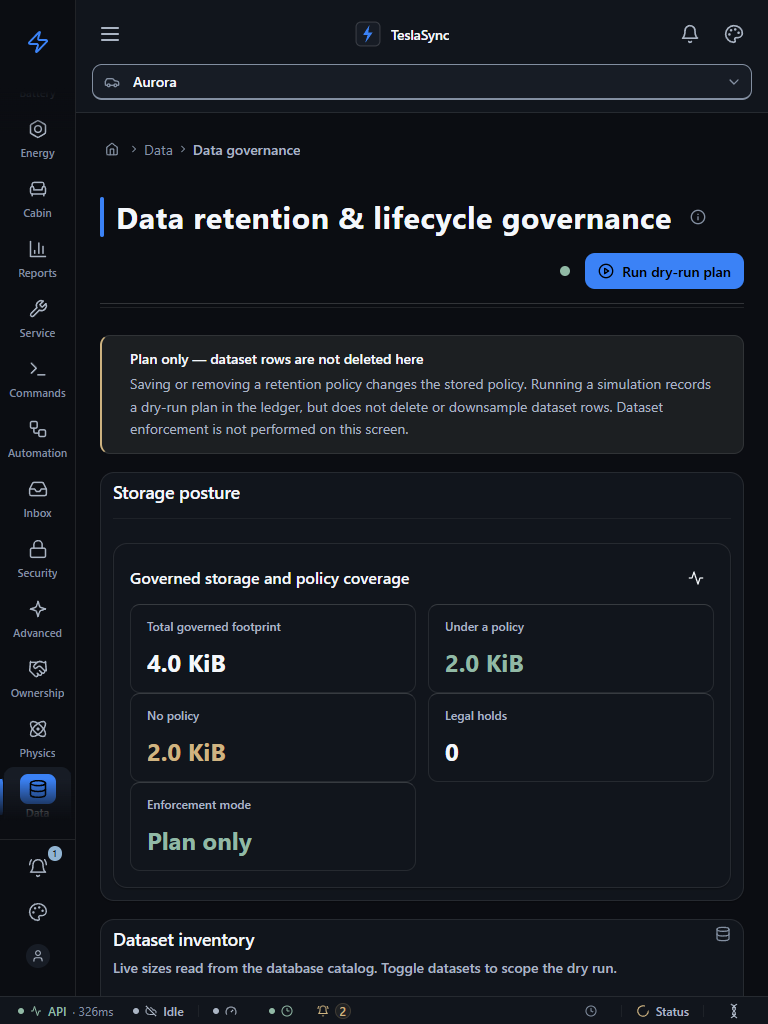 TeslaSync
Aurora
Battery
Energy
Cabin
Reports
Service
Commands
Automation
Inbox
Security
Advanced
Ownership
Physics
Data
1
Data
Data governance
Data retention & lifecycle governance
Run dry-run plan
Plan only — dataset rows are not deleted here
Saving or removing a retention policy changes the stored policy. Running a simulation records
a dry-run plan in the ledger, but does not delete or downsample dataset rows. Dataset
enforcement is not performed on this screen.
Storage posture
Governed storage and policy coverage
Total governed footprint
4.0 KiB
Under a policy
2.0 KiB
No policy
2.0 KiB
Legal holds
0
Enforcement mode
Plan only
Dataset inventory
Live sizes read from the database catalog. Toggle datasets to scope the dry run.
API · 326ms
Idle
2
Status